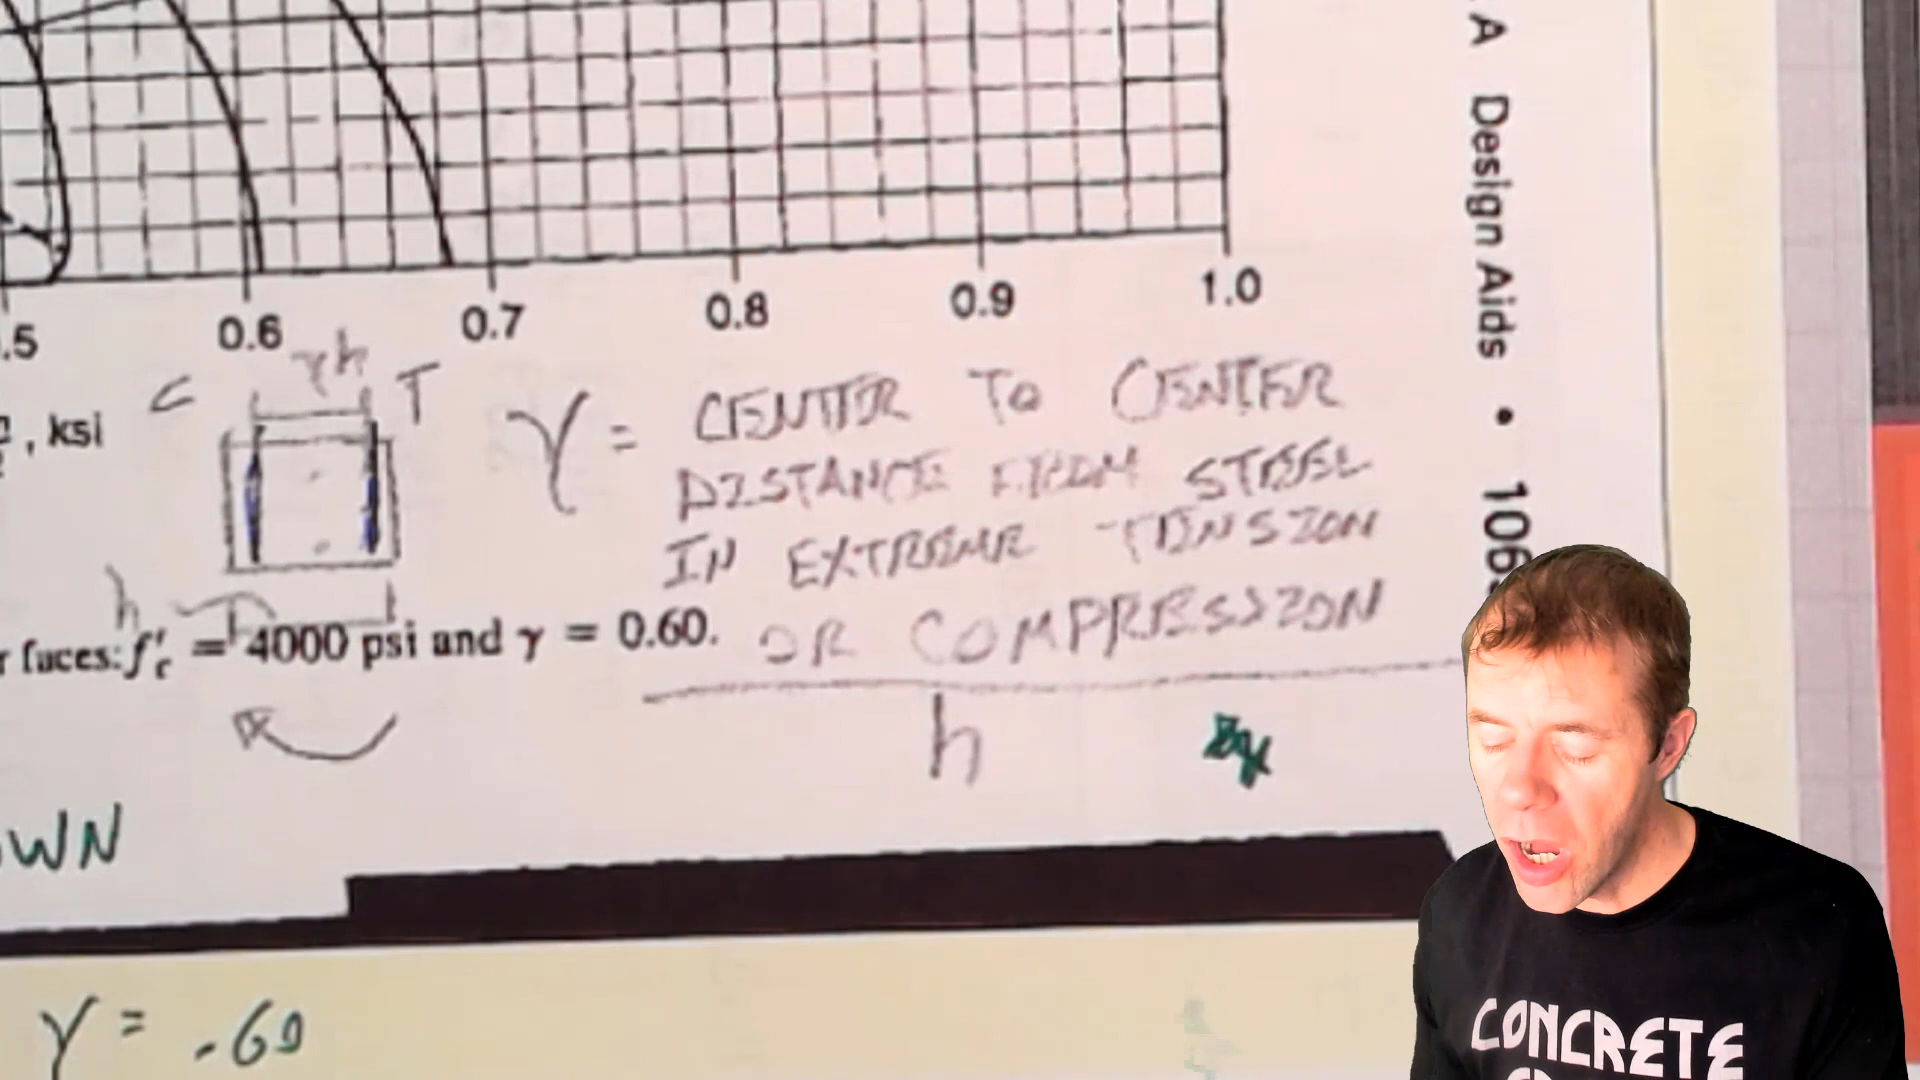 A Design Aids • 106
.5 0.6 0.7 0.8 0.9 1.0
, ksi
C γh T
γ = CENTER TO CENTER
DISTANCE FROM STEEL
IN EXTREME TENSION
OR COMPRESSION
h
h
r faces: f'c = 4000 psi and γ = 0.60.
WN
γ = .60
CONCRETE